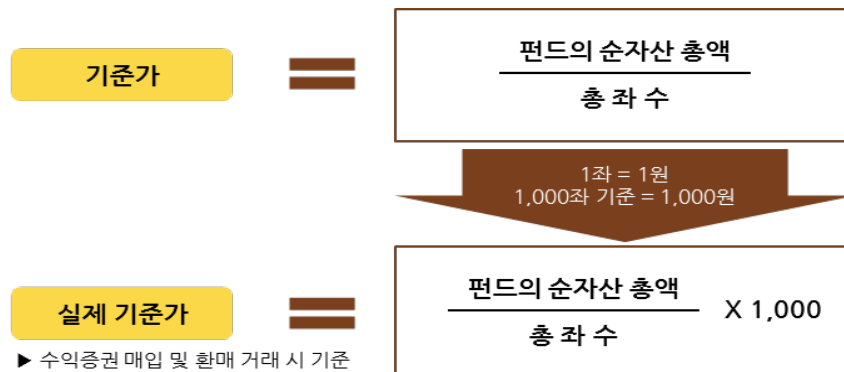 기준가
펀드의 순자산 총액
총 좌 수
1좌 = 1원
1,000좌 기준 = 1,000원
실제 기준가
펀드의 순자산 총액
총 좌 수
X 1,000
▶ 수익증권 매입 및 환매 거래 시 기준